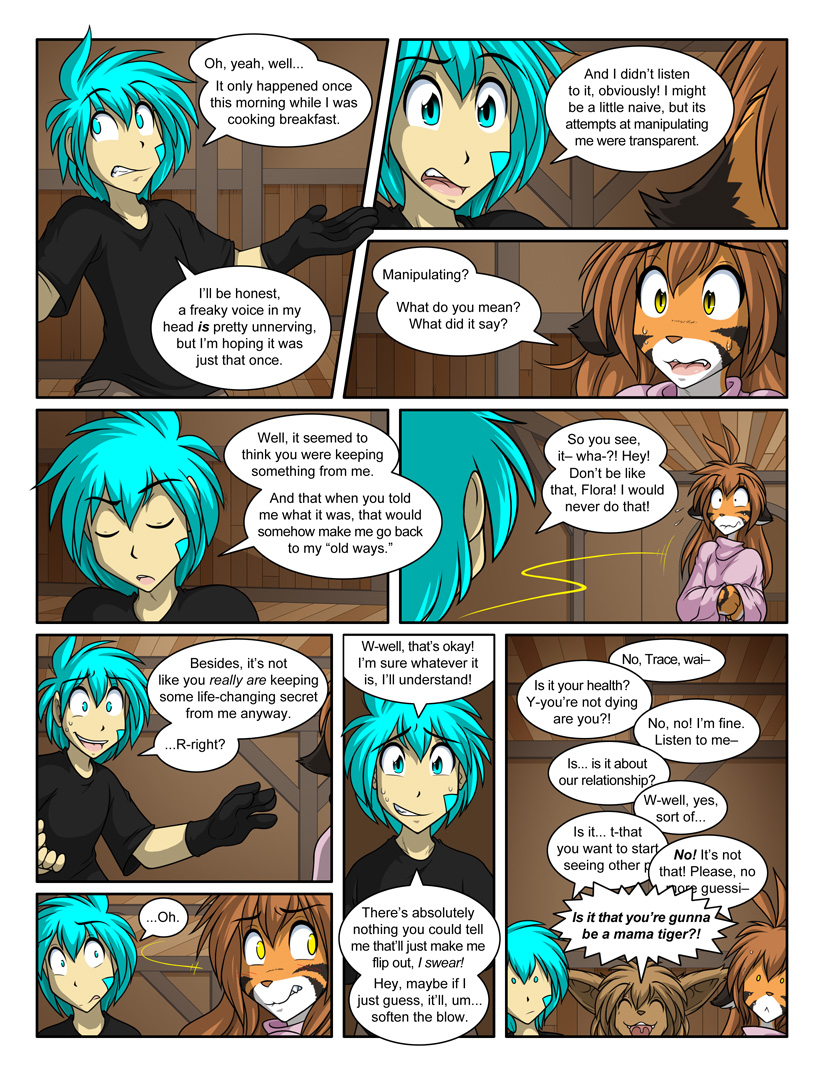 Oh, yeah, well...
It only happened once
this morning while I was
cooking breakfast.
I'll be honest,
a freaky voice in my
head is pretty unnerving,
but I'm hoping it was
just that once.
And I didn't listen
to it, obviously! I might
be a little naive, but its
attempts at manipulating
me were transparent.
Manipulating?
What do you mean?
What did it say?
Well, it seemed to
think you were keeping
something from me.
And that when you told
me what it was, that would
somehow make me go back
to my “old ways.”
So you see,
it– wha-?! Hey!
Don't be like
that, Flora! I would
never do that!
Besides, it's not
like you really are keeping
some life-changing secret
from me anyway.
...R-right?
...Oh.
W-well, that's okay!
I'm sure whatever it
is, I'll understand!
There's absolutely
nothing you could tell
me that'll just make me
flip out, I swear!
Hey, maybe if I
just guess, it'll, um...
soften the blow.
No, Trace, wai–
Is it your health?
Y-you're not dying
are you?!
No, no! I'm fine.
Listen to me–
Is... is it about
our relationship?
W-well, yes,
sort of...
Is it... t-that
you want to start
seeing other p
No! It's not
that! Please, no
more guessi–
Is it that you're gunna
be a mama tiger?!